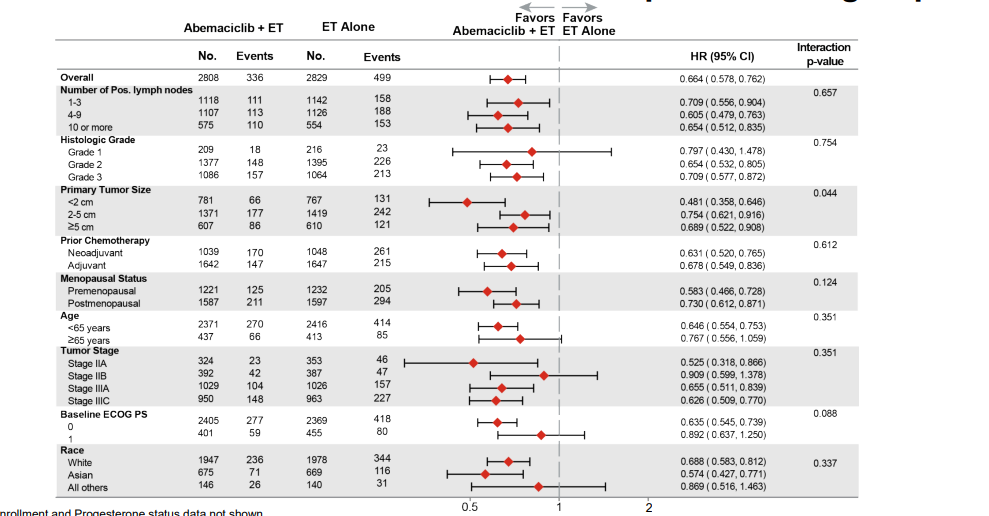 Favors Favors
Abemaciclib + ET ET Alone
Abemaciclib + ET ET Alone
No. Events No. Events HR (95% CI) Interaction p-value
Overall 2808 336 2829 499 0.664 ( 0.578, 0.762)
Number of Pos. lymph nodes 0.657
1-3 1118 111 1142 158 0.709 ( 0.556, 0.904)
4-9 1107 113 1126 188 0.605 ( 0.479, 0.763)
10 or more 575 110 554 153 0.654 ( 0.512, 0.835)
Histologic Grade 0.754
Grade 1 209 18 216 23 0.797 ( 0.430, 1.478)
Grade 2 1377 148 1395 226 0.654 ( 0.532, 0.805)
Grade 3 1086 157 1064 213 0.709 ( 0.577, 0.872)
Primary Tumor Size 0.044
<2 cm 781 66 767 131 0.481 ( 0.358, 0.646)
2-5 cm 1371 177 1419 242 0.754 ( 0.621, 0.916)
≥5 cm 607 86 610 121 0.689 ( 0.522, 0.908)
Prior Chemotherapy 0.612
Neoadjuvant 1039 170 1048 261 0.631 ( 0.520, 0.765)
Adjuvant 1642 147 1647 215 0.678 ( 0.549, 0.836)
Menopausal Status 0.124
Premenopausal 1221 125 1232 205 0.583 ( 0.466, 0.728)
Postmenopausal 1587 211 1597 294 0.730 ( 0.612, 0.871)
Age 0.351
<65 years 2371 270 2416 414 0.646 ( 0.554, 0.753)
≥65 years 437 66 413 85 0.767 ( 0.556, 1.059)
Tumor Stage 0.351
Stage IIA 324 23 353 46 0.525 ( 0.318, 0.866)
Stage IIB 392 42 387 47 0.909 ( 0.599, 1.378)
Stage IIIA 1029 104 1026 157 0.655 ( 0.511, 0.839)
Stage IIIC 950 148 963 227 0.626 ( 0.509, 0.770)
Baseline ECOG PS 0.088
0 2405 277 2369 418 0.635 ( 0.545, 0.739)
1 401 59 455 80 0.892 ( 0.637, 1.250)
Race 0.337
White 1947 236 1978 344 0.688 ( 0.583, 0.812)
Asian 675 71 669 116 0.574 ( 0.427, 0.771)
All others 146 26 140 31 0.869 ( 0.516, 1.463)
0.5 1 2
nrollment and Progesterone status data not shown